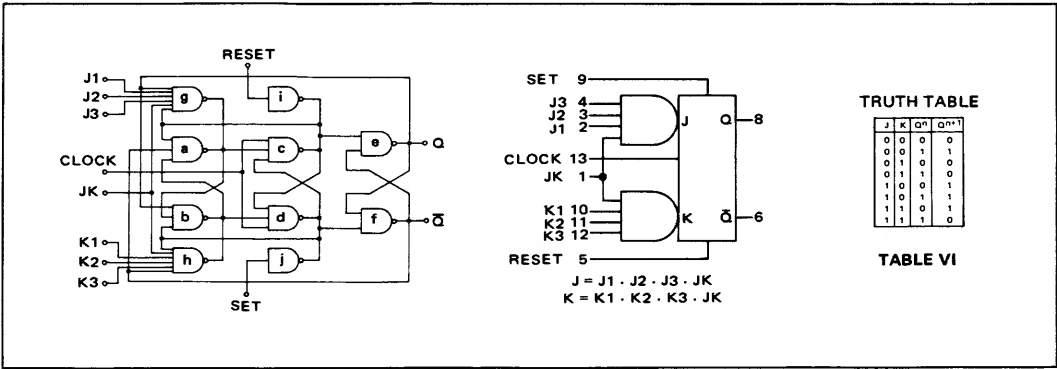 RESET
J1
J2
J3
g
i
a
c
e
Q
CLOCK
JK
b
d
f
Q̄
K1
K2
K3
h
j
SET
SET 9
J3 4
J2 3
J1 2
J
Q
8
CLOCK 13
JK 1
K1 10
K2 11
K3 12
K
Q̄
6
RESET 5
J = J1 · J2 · J3 · JK
K = K1 · K2 · K3 · JK
TRUTH TABLE
J K Qⁿ Qⁿ⁺¹
0 0 0 0
0 0 1 1
0 1 0 0
0 1 1 0
1 0 0 1
1 0 1 1
1 1 0 1
1 1 1 0
TABLE VI